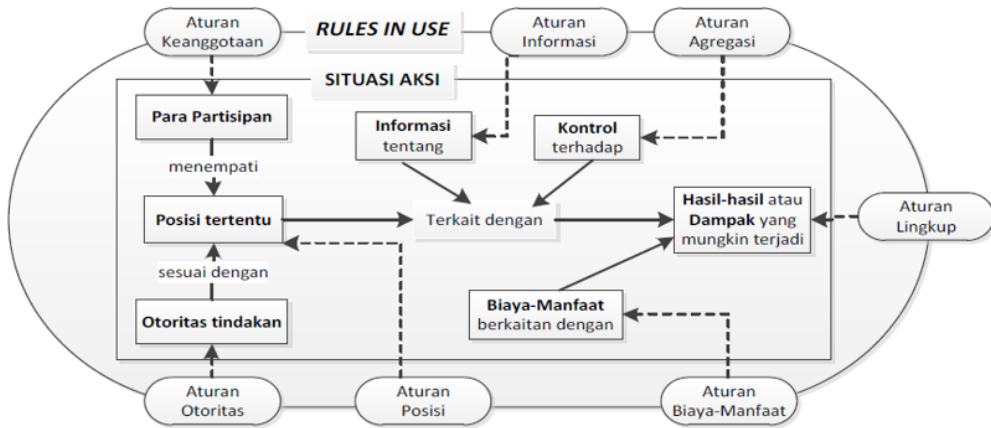 Aturan
Keanggotaan
RULES IN USE
Aturan
Informasi
Aturan
Agregasi
SITUASI AKSI
Para Partisipan
menempati
Posisi tertentu
sesuai dengan
Otoritas tindakan
Informasi
tentang
Kontrol
terhadap
Terkait dengan
Hasil-hasil atau
Dampak yang
mungkin terjadi
Biaya-Manfaat
berkaitan dengan
Aturan
Lingkup
Aturan
Otoritas
Aturan
Posisi
Aturan
Biaya-Manfaat